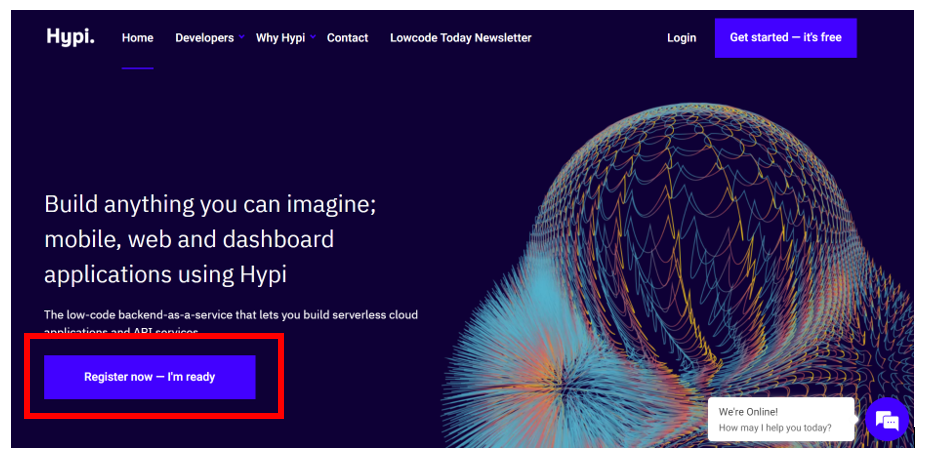 Hypi.
Home Developers Why Hypi Contact Lowcode Today Newsletter Login Get started — it's free
Build anything you can imagine;
mobile, web and dashboard
applications using Hypi
The low-code backend-as-a-service that lets you build serverless cloud
applications and API services
Register now — I'm ready
We're Online!
How may I help you today?